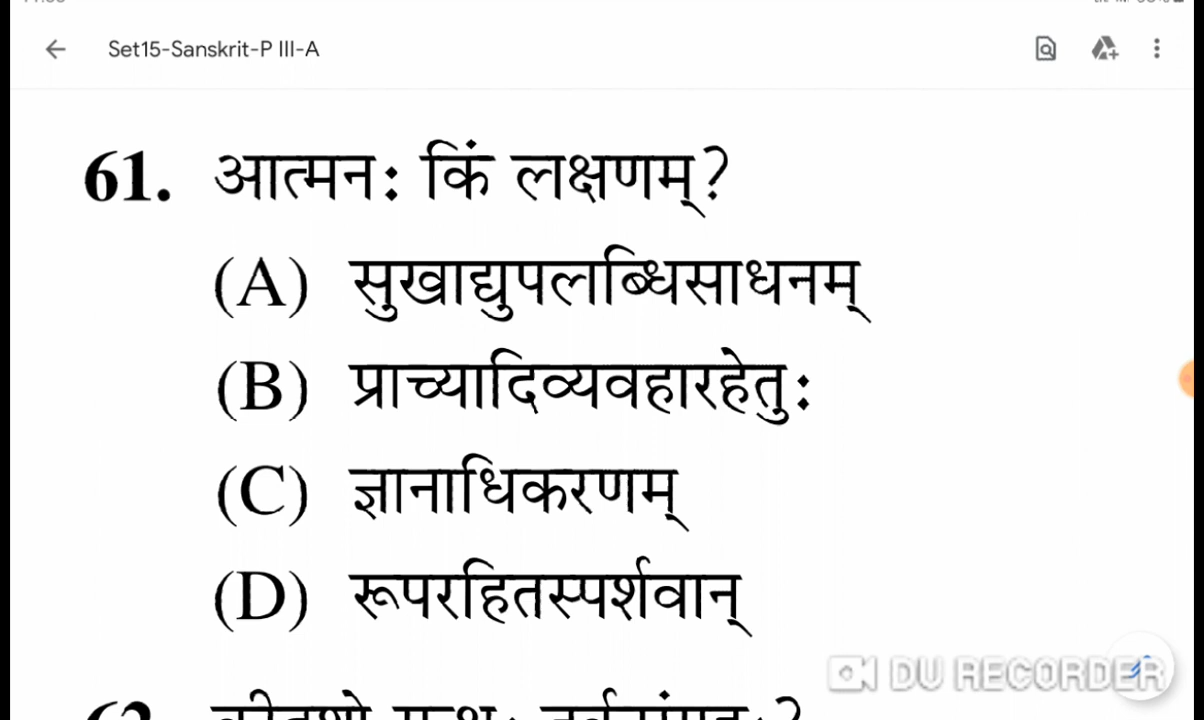 Set15-Sanskrit-P III-A
61. आत्मनः किं लक्षणम्?
(A) सुखाद्युपलब्धिसाधनम्
(B) प्राच्यादिव्यवहारहेतुः
(C) ज्ञानाधिकरणम्
(D) रूपरहितस्पर्शवान्
DU RECORDER